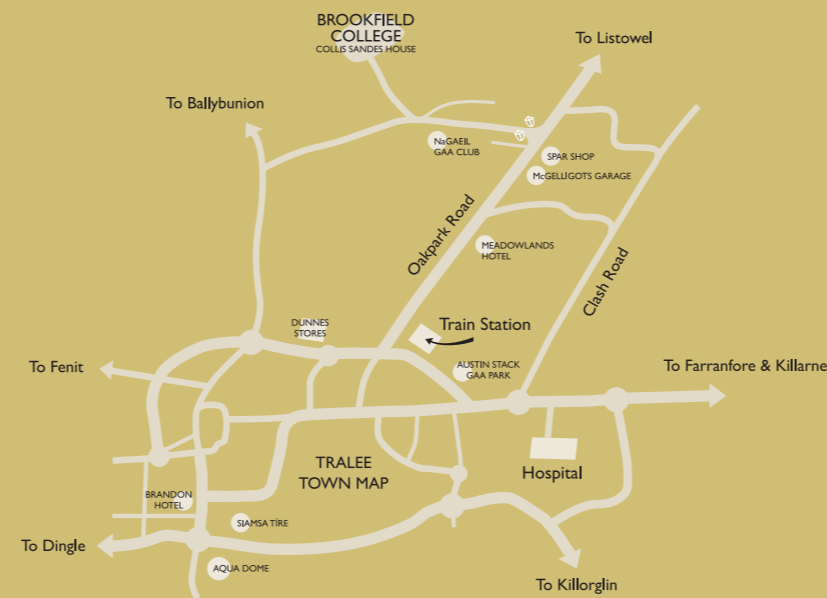 BROOKFIELD
COLLEGE
COLLIS SANDES HOUSE
To Listowel
To Ballybunion
NaGAEIL
GAA CLUB
SPAR SHOP
McGELLIGOTS GARAGE
Oakpark Road
MEADOWLANDS
HOTEL
Clash Road
DUNNES
STORES
Train Station
To Fenit
AUSTIN STACK
GAA PARK
To Farranfore & Killarne
TRALEE
TOWN MAP
Hospital
BRANDON
HOTEL
SIAMSA TÍRE
To Dingle
AQUA DOME
To Killorglin